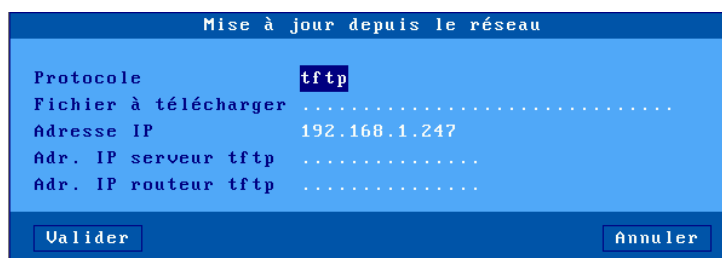 Mise à jour depuis le réseau
Protocole tftp
Fichier à télécharger ...............................
Adresse IP 192.168.1.247
Adr. IP serveur tftp ...............
Adr. IP routeur tftp ...............
Valider Annuler